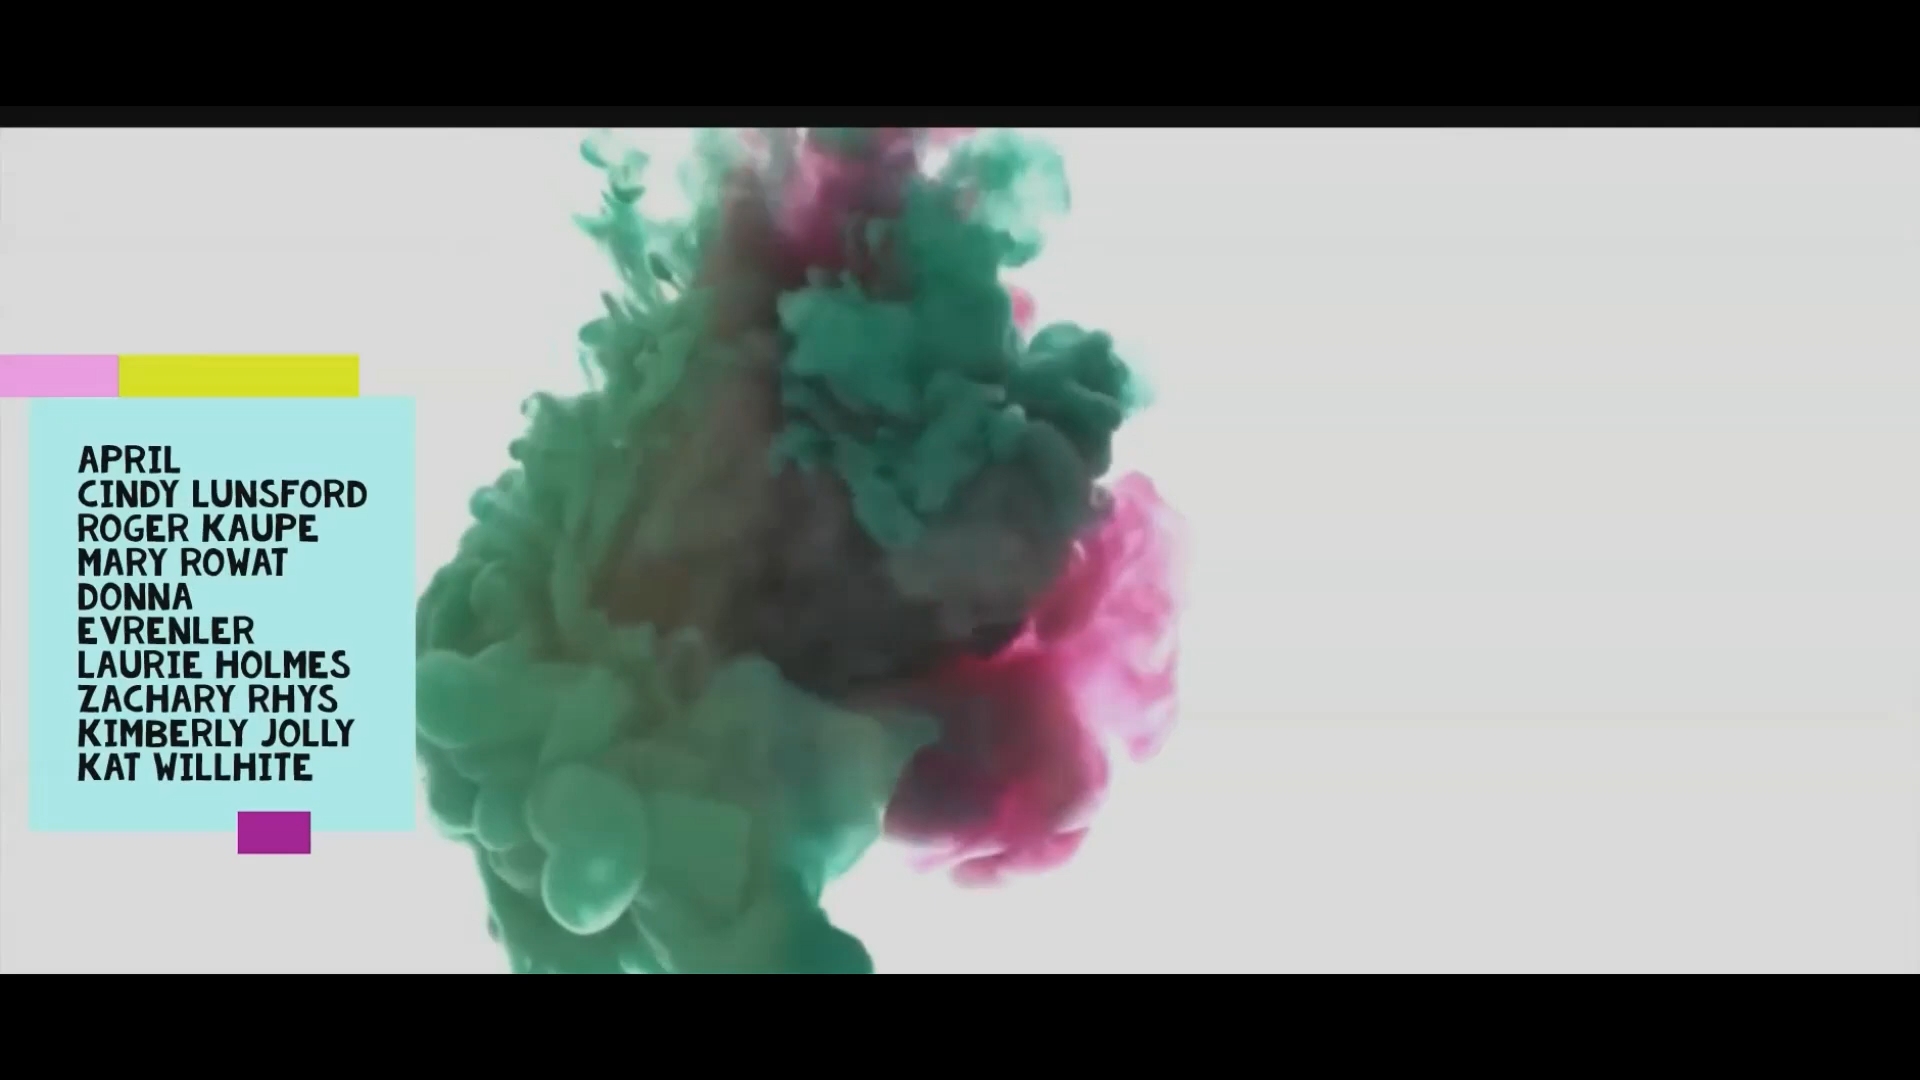 APRIL
CINDY LUNSFORD
ROGER KAUPE
MARY ROWAT
DONNA
EVRENLER
LAURIE HOLMES
ZACHARY RHYS
KIMBERLY JOLLY
KAT WILLHITE